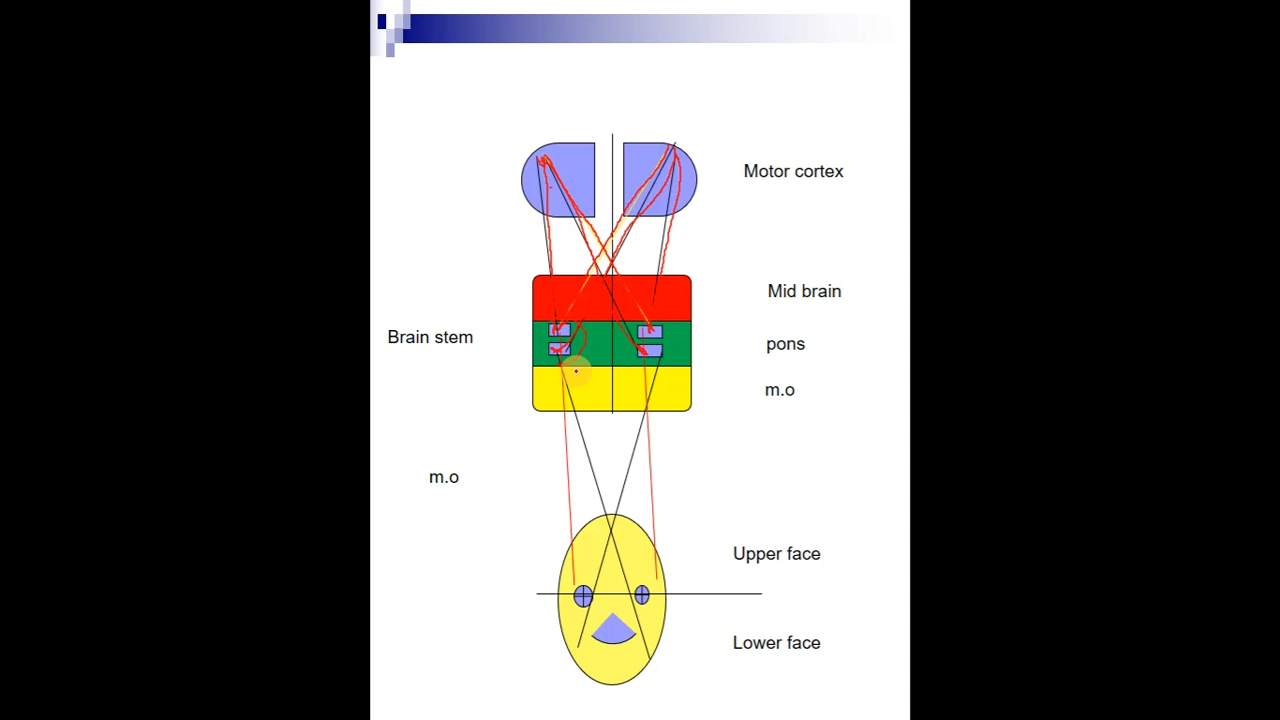 Motor cortex
Mid brain
Brain stem
pons
m.o
m.o
Upper face
Lower face